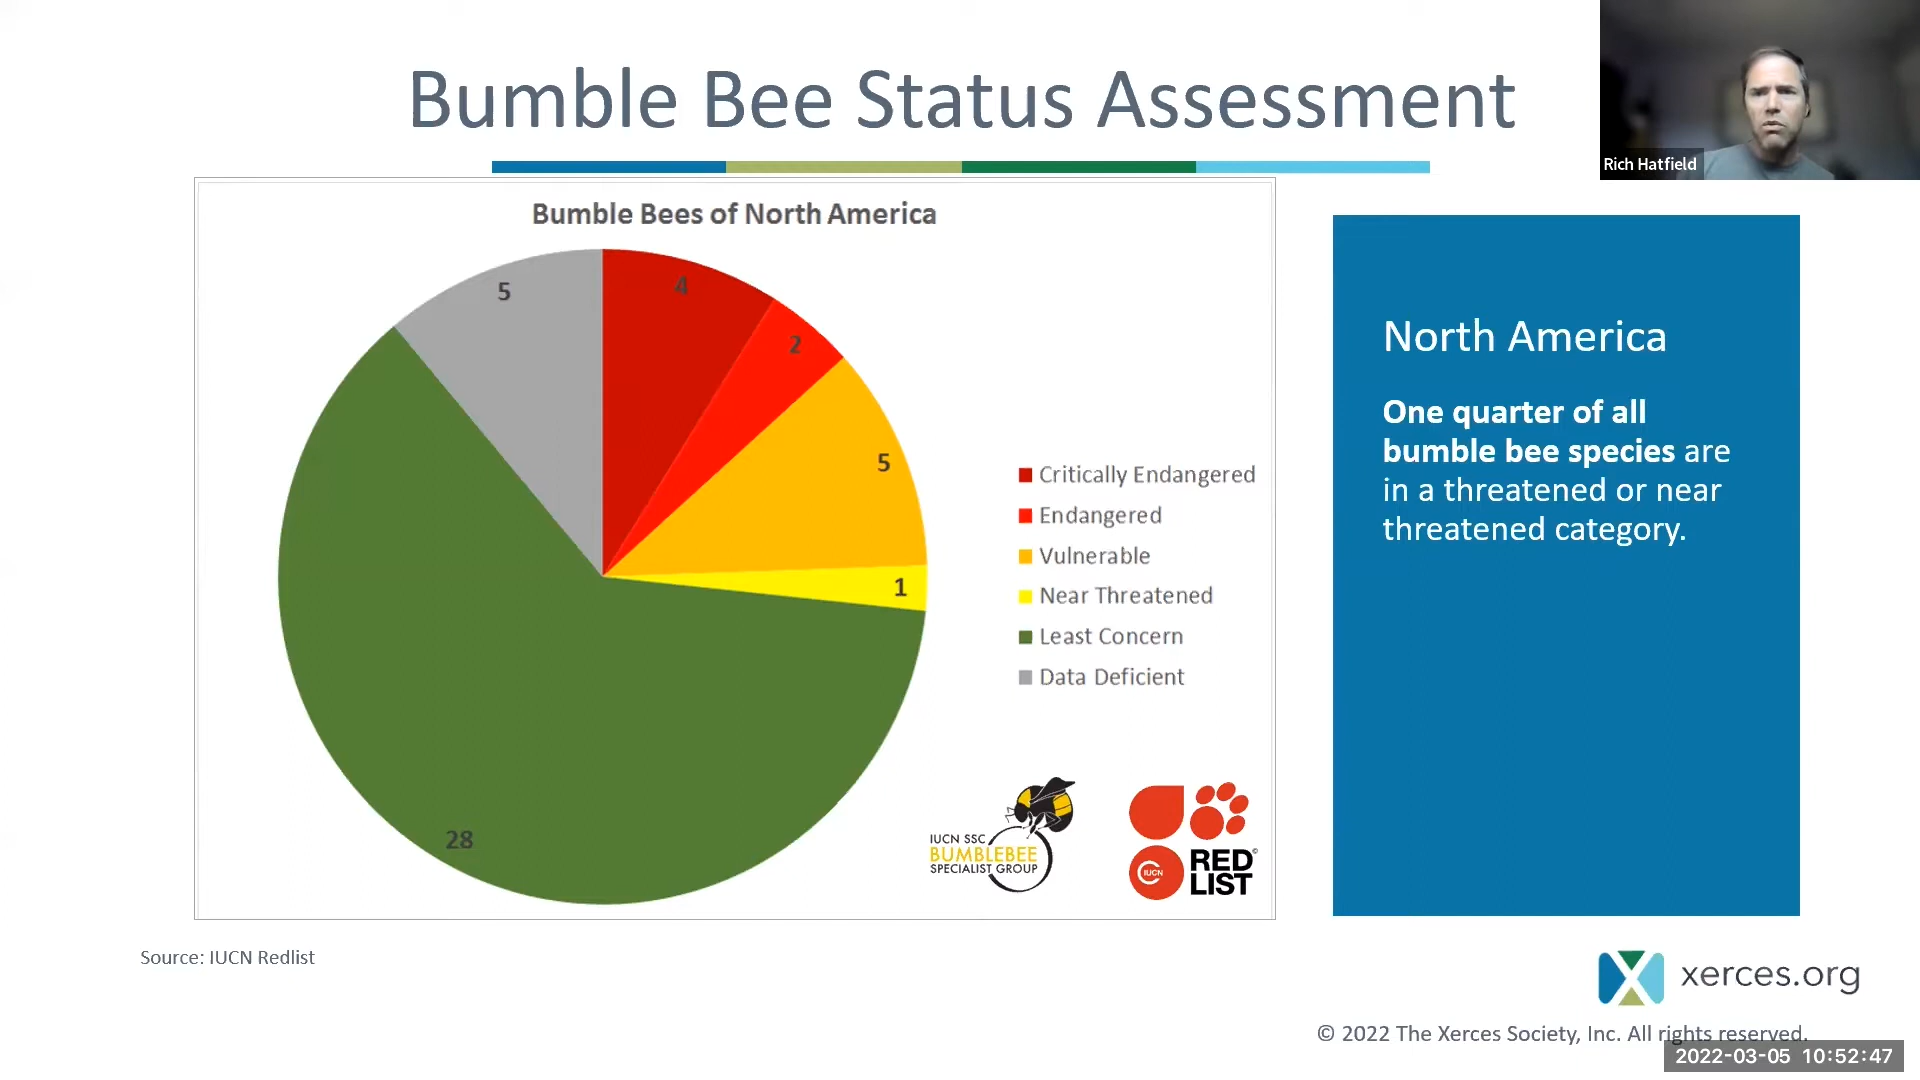 Bumble Bee Status Assessment
Rich Hatfield
Bumble Bees of North America
4
2
5
1
28
5
Critically Endangered
Endangered
Vulnerable
Near Threatened
Least Concern
Data Deficient
IUCN SSC
BUMBLEBEE
SPECIALIST GROUP
IUCN
RED
LIST
©
North America
One quarter of all
bumble bee species are
in a threatened or near
threatened category.
Source: IUCN Redlist
xerces.org
© 2022 The Xerces Society, Inc. All rights reserved.
2022-03-05 10:52:47